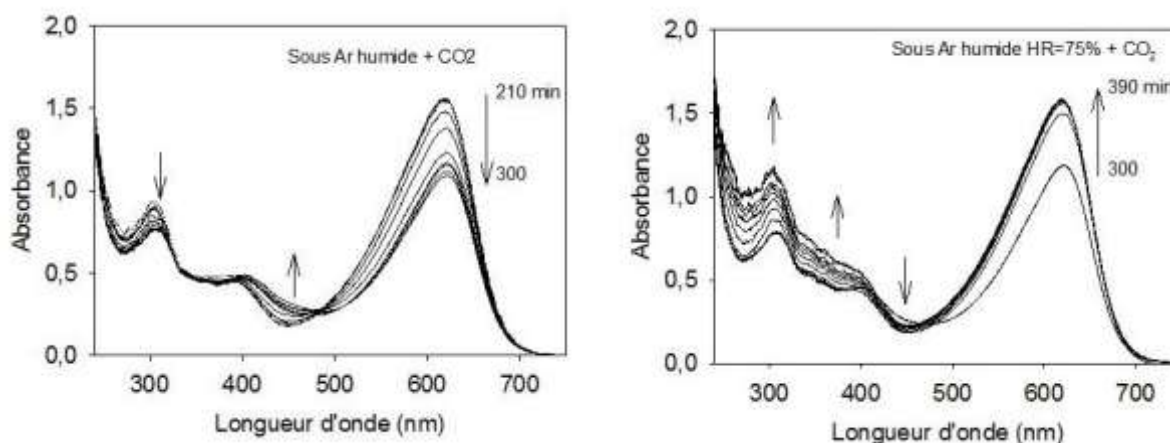 2,0
1,5
1,0
0,5
0,0
Absorbance
Sous Ar humide + CO2
210 min
300
300 400 500 600 700
Longueur d'onde (nm)
2,0
1,5
1,0
0,5
0,0
Absorbance
Sous Ar humide HR=75% + CO₂
390 min
300
300 400 500 600 700
Longueur d'onde (nm)